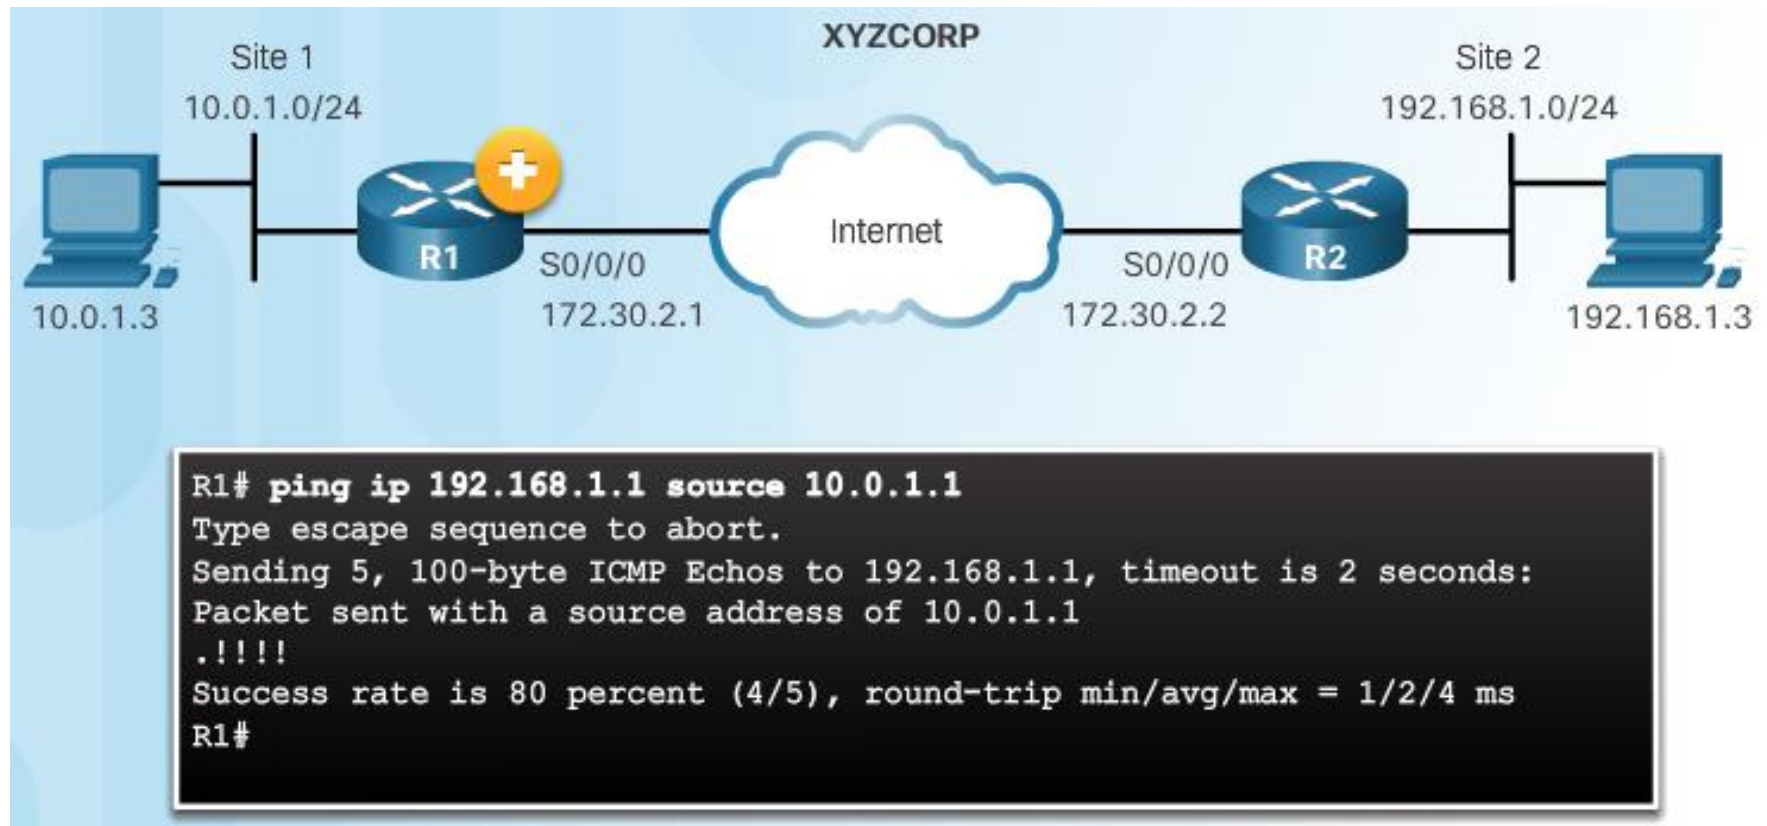 XYZCORP
Site 1
10.0.1.0/24
Site 2
192.168.1.0/24
Internet
R1
R2
S0/0/0
172.30.2.1
S0/0/0
172.30.2.2
10.0.1.3
192.168.1.3
R1# ping ip 192.168.1.1 source 10.0.1.1
Type escape sequence to abort.
Sending 5, 100-byte ICMP Echos to 192.168.1.1, timeout is 2 seconds:
Packet sent with a source address of 10.0.1.1
.!!!!
Success rate is 80 percent (4/5), round-trip min/avg/max = 1/2/4 ms
R1#